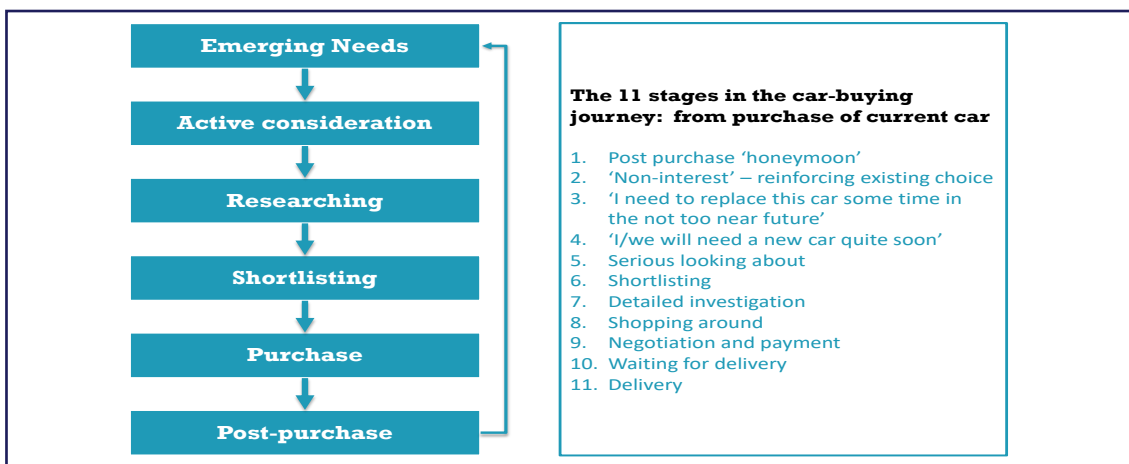 Emerging Needs
Active consideration
Researching
Shortlisting
Purchase
Post-purchase
The 11 stages in the car-buying
journey: from purchase of current car
1. Post purchase ‘honeymoon’
2. ‘Non-interest’ – reinforcing existing choice
3. ‘I need to replace this car some time in
the not too near future’
4. ‘I/we will need a new car quite soon’
5. Serious looking about
6. Shortlisting
7. Detailed investigation
8. Shopping around
9. Negotiation and payment
10. Waiting for delivery
11. Delivery